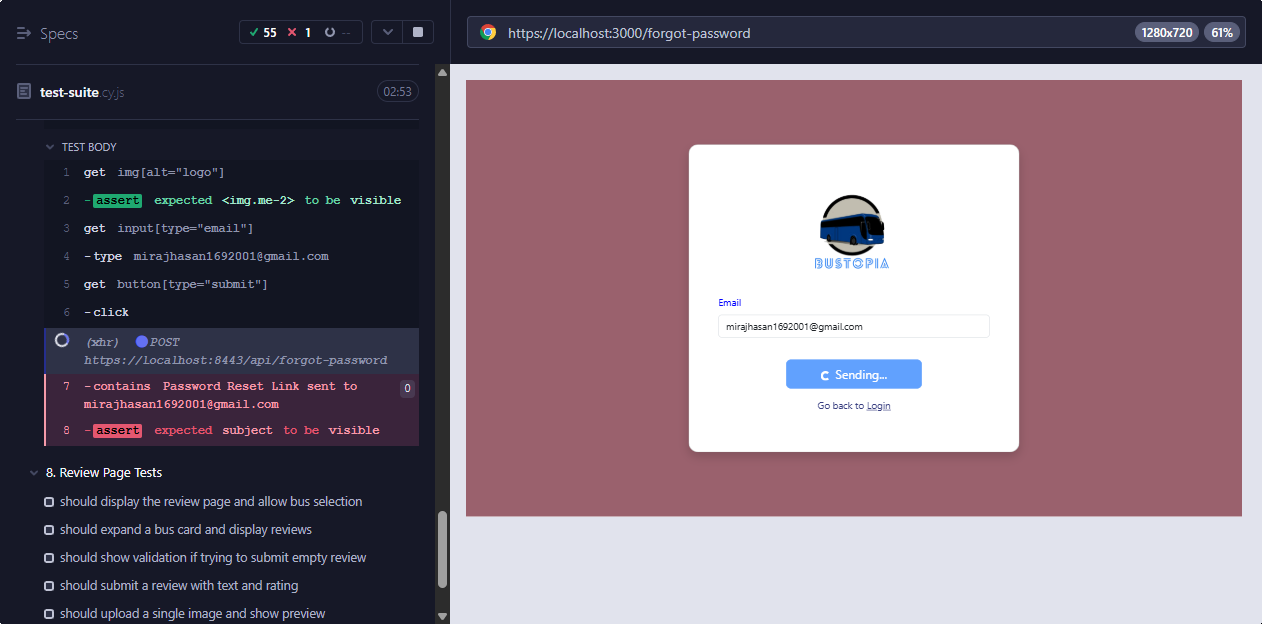 Specs
55 1 --
test-suite.cy.js 02:53
TEST BODY
1 get img[alt="logo"]
2 -assert expected <img.me-2> to be visible
3 get input[type="email"]
4 -type mirajhasan1692001@gmail.com
5 get button[type="submit"]
6 -click
(xhr) POST
https://localhost:8443/api/forgot-password
7 -contains Password Reset Link sent to
mirajhasan1692001@gmail.com 0
8 -assert expected subject to be visible
8. Review Page Tests
should display the review page and allow bus selection
should expand a bus card and display reviews
should show validation if trying to submit empty review
should submit a review with text and rating
should upload a single image and show preview
https://localhost:3000/forgot-password 1280x720 61%
BUSTOPIA
Email
mirajhasan1692001@gmail.com
Sending...
Go back to Login